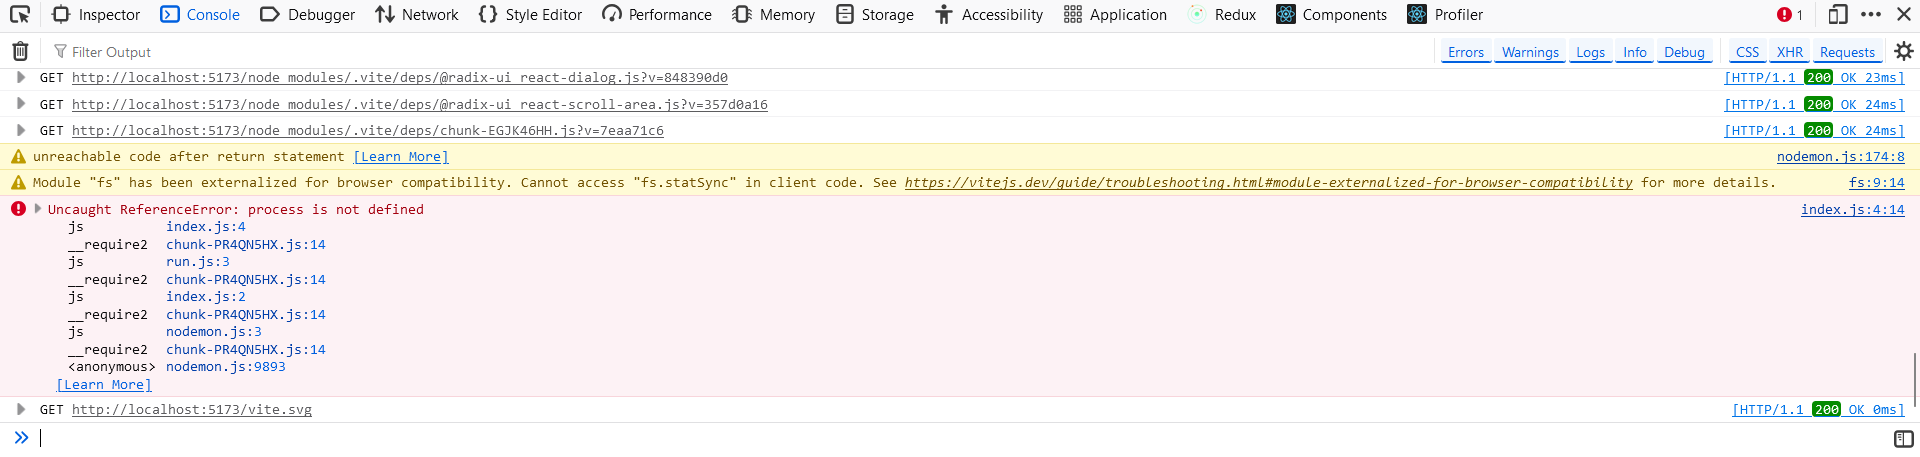 Inspector Console Debugger Network Style Editor Performance Memory Storage Accessibility Application Redux Components Profiler 1
Filter Output Errors Warnings Logs Info Debug CSS XHR Requests
GET http://localhost:5173/node_modules/.vite/deps/@radix-ui_react-dialog.js?v=848390d0 [HTTP/1.1 200 OK 23ms]
GET http://localhost:5173/node_modules/.vite/deps/@radix-ui_react-scroll-area.js?v=357d0a16 [HTTP/1.1 200 OK 24ms]
GET http://localhost:5173/node_modules/.vite/deps/chunk-EGJK46HH.js?v=7eaa71c6 [HTTP/1.1 200 OK 24ms]
unreachable code after return statement [Learn More] nodemon.js:174:8
Module "fs" has been externalized for browser compatibility. Cannot access "fs.statSync" in client code. See https://vitejs.dev/guide/troubleshooting.html#module-externalized-for-browser-compatibility for more details. fs:9:14
Uncaught ReferenceError: process is not defined index.js:4:14
js index.js:4
__require2 chunk-PR4QN5HX.js:14
js run.js:3
__require2 chunk-PR4QN5HX.js:14
js index.js:2
__require2 chunk-PR4QN5HX.js:14
js nodemon.js:3
__require2 chunk-PR4QN5HX.js:14
<anonymous> nodemon.js:9893
[Learn More]
GET http://localhost:5173/vite.svg [HTTP/1.1 200 OK 0ms]